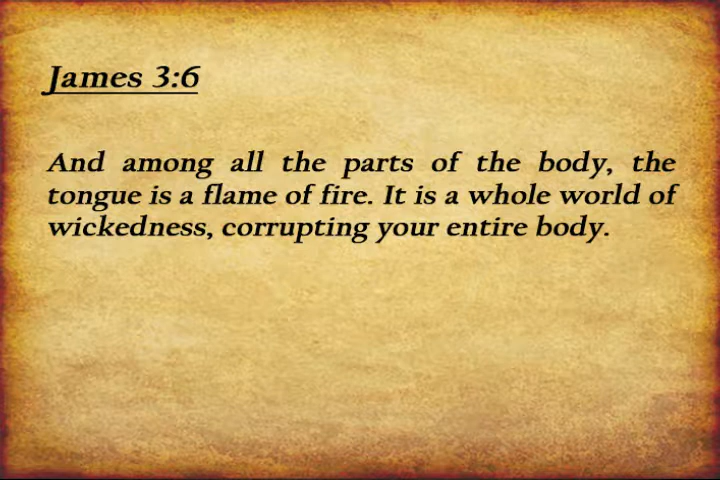 James 3:6
And among all the parts of the body, the
tongue is a flame of fire. It is a whole world of
wickedness, corrupting your entire body.